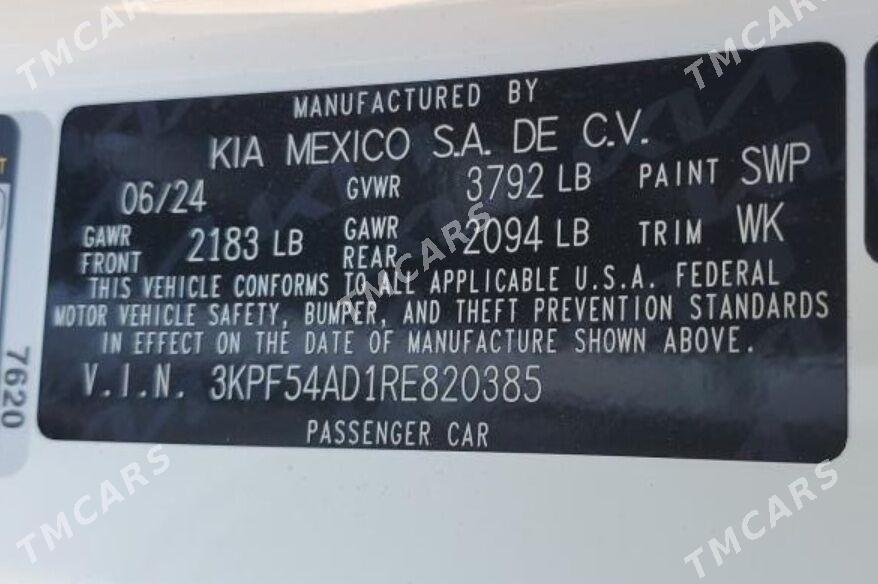 TMCARS
TMCARS
MANUFACTURED BY
KIA MEXICO S.A. DE C.V.
06/24 GVWR 3792 LB PAINT SWP
GAWR FRONT 2183 LB GAWR REAR 2094 LB TRIM WK
TMCARS
THIS VEHICLE CONFORMS TO ALL APPLICABLE U.S.A. FEDERAL
MOTOR VEHICLE SAFETY, BUMPER, AND THEFT PREVENTION STANDARDS
IN EFFECT ON THE DATE OF MANUFACTURE SHOWN ABOVE.
V.I.N. 3KPF54AD1RE820385
PASSENGER CAR
7620
TMCARS
TMCARS